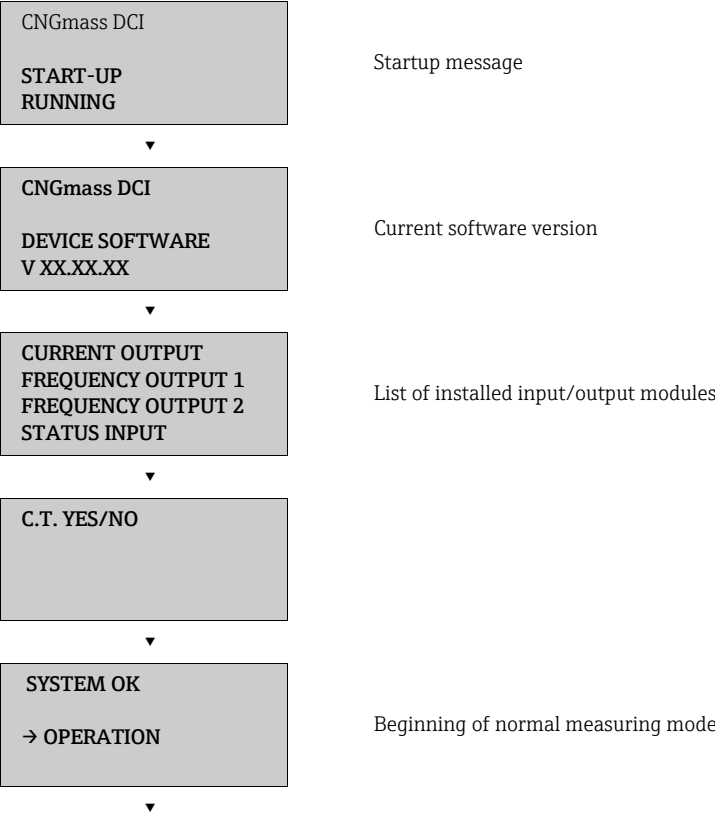 CNGmass DCI
START-UP
RUNNING
Startup message
▼
CNGmass DCI
DEVICE SOFTWARE
V XX.XX.XX
Current software version
▼
CURRENT OUTPUT
FREQUENCY OUTPUT 1
FREQUENCY OUTPUT 2
STATUS INPUT
List of installed input/output modules
▼
C.T. YES/NO
▼
SYSTEM OK
→ OPERATION
Beginning of normal measuring mode
▼